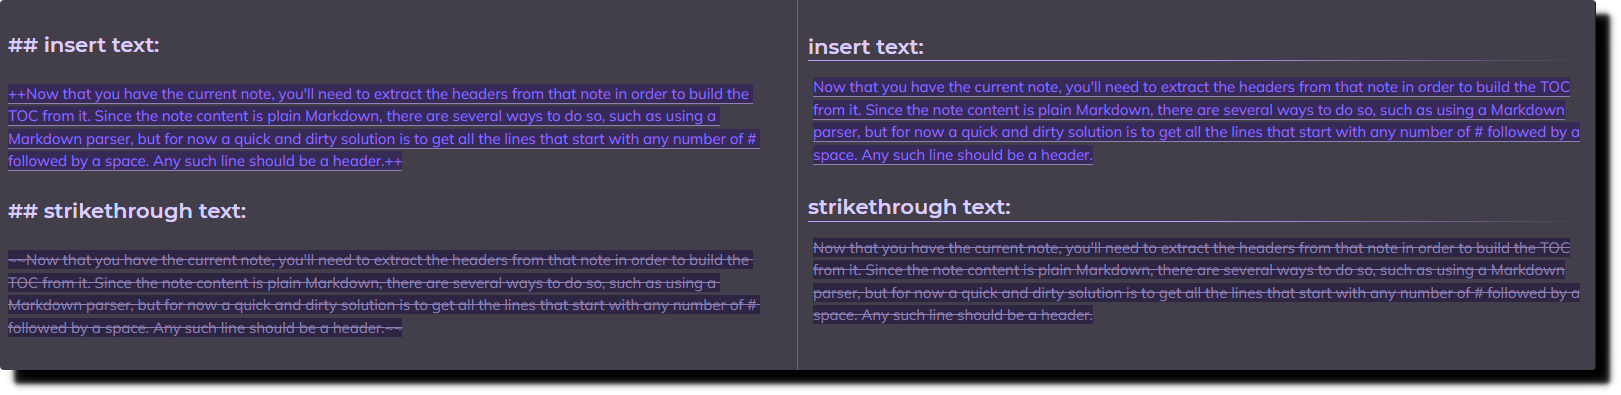 ## insert text:
++Now that you have the current note, you'll need to extract the headers from that note in order to build the
TOC from it. Since the note content is plain Markdown, there are several ways to do so, such as using a
Markdown parser, but for now a quick and dirty solution is to get all the lines that start with any number of #
followed by a space. Any such line should be a header.++
## strikethrough text:
~~Now that you have the current note, you'll need to extract the headers from that note in order to build the
TOC from it. Since the note content is plain Markdown, there are several ways to do so, such as using a
Markdown parser, but for now a quick and dirty solution is to get all the lines that start with any number of #
followed by a space. Any such line should be a header.~~
insert text:
Now that you have the current note, you'll need to extract the headers from that note in order to build the TOC
from it. Since the note content is plain Markdown, there are several ways to do so, such as using a Markdown
parser, but for now a quick and dirty solution is to get all the lines that start with any number of # followed by a
space. Any such line should be a header.
strikethrough text:
Now that you have the current note, you'll need to extract the headers from that note in order to build the TOC
from it. Since the note content is plain Markdown, there are several ways to do so, such as using a Markdown
parser, but for now a quick and dirty solution is to get all the lines that start with any number of # followed by a
space. Any such line should be a header.